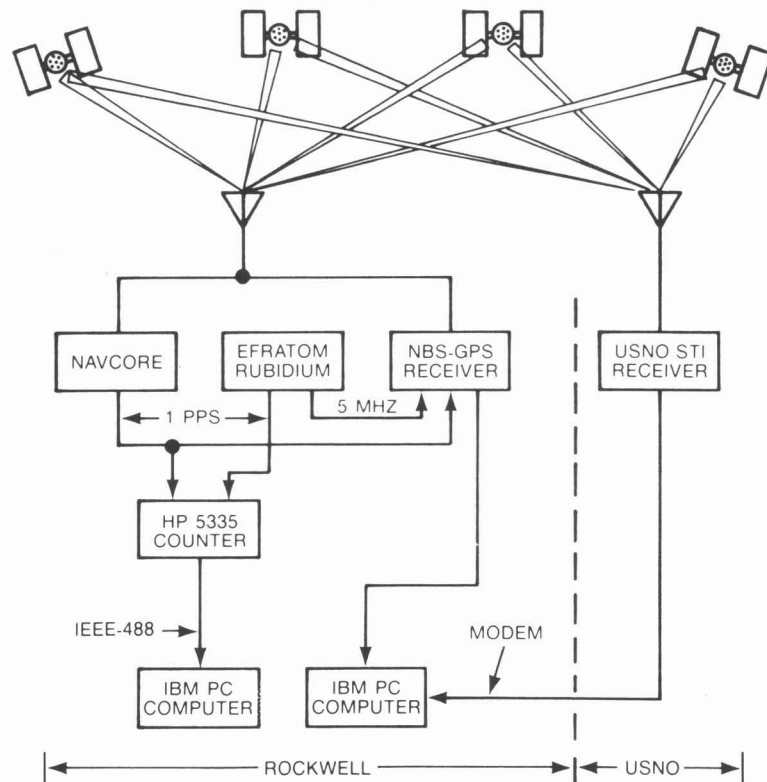 NAVCORE
EFRATOM
RUBIDIUM
NBS-GPS
RECEIVER
USNO STI
RECEIVER
1 PPS
5 MHZ
HP 5335
COUNTER
IEEE-488
MODEM
IBM PC
COMPUTER
IBM PC
COMPUTER
ROCKWELL
USNO